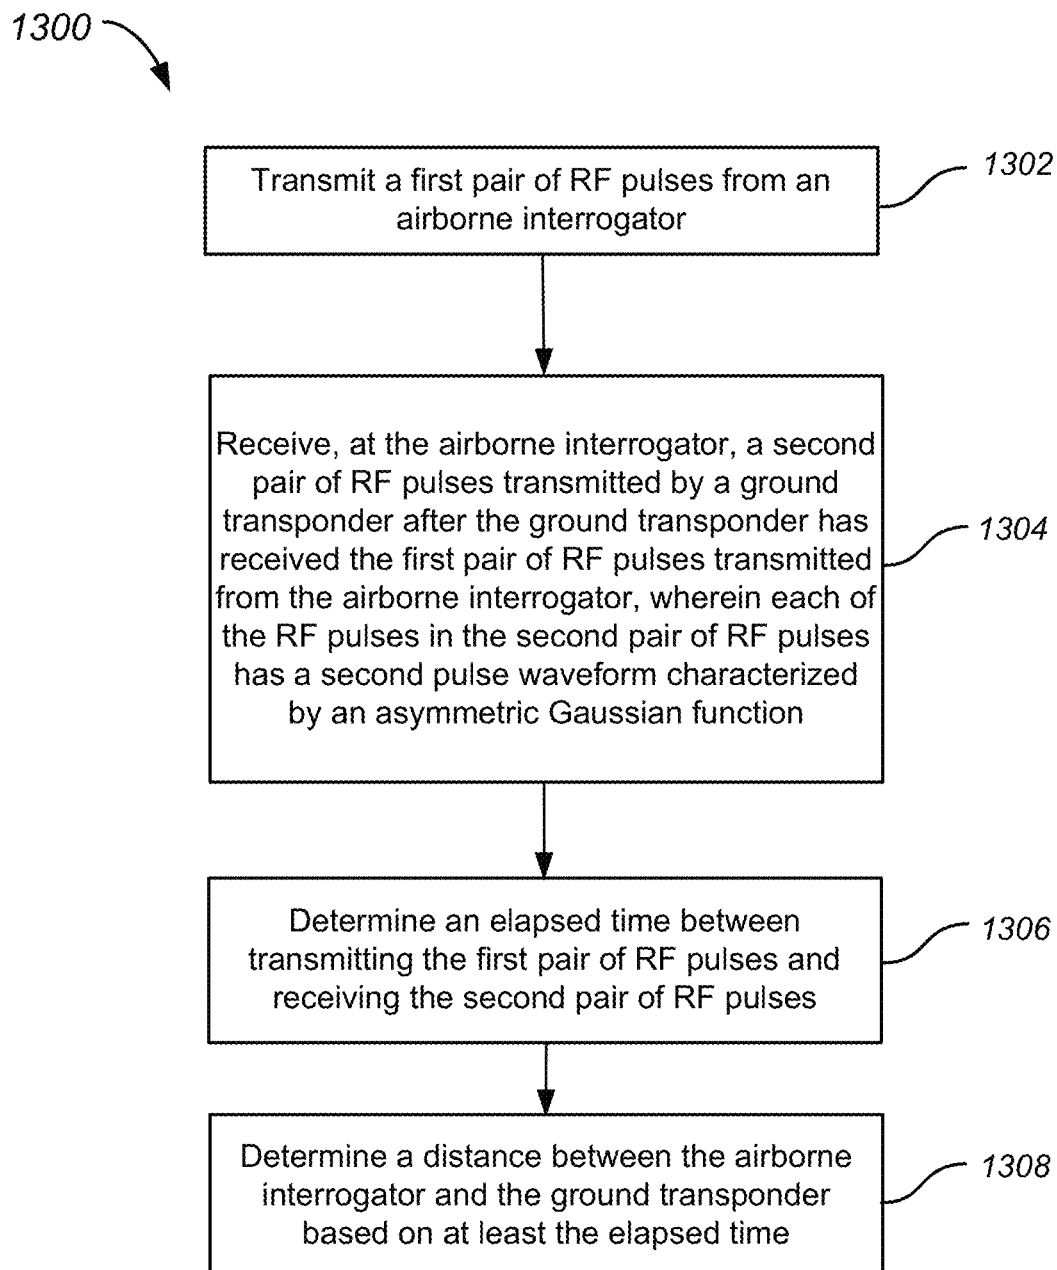 1300
Transmit a first pair of RF pulses from an
airborne interrogator
1302
Receive, at the airborne interrogator, a second
pair of RF pulses transmitted by a ground
transponder after the ground transponder has
received the first pair of RF pulses transmitted
from the airborne interrogator, wherein each of
the RF pulses in the second pair of RF pulses
has a second pulse waveform characterized
by an asymmetric Gaussian function
1304
Determine an elapsed time between
transmitting the first pair of RF pulses and
receiving the second pair of RF pulses
1306
Determine a distance between the airborne
interrogator and the ground transponder
based on at least the elapsed time
1308